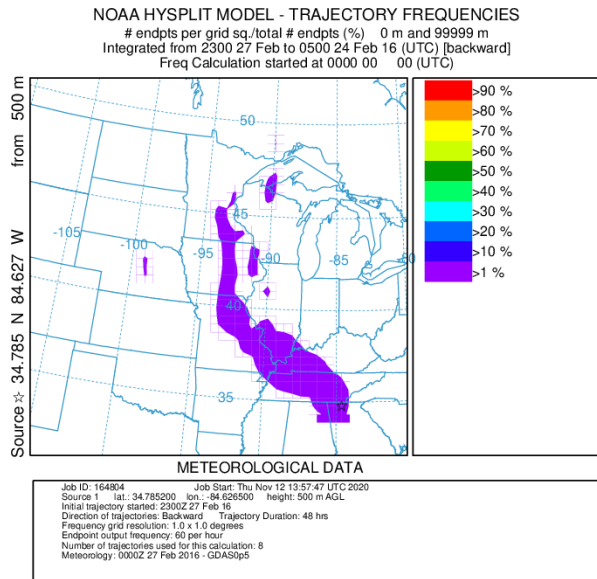 NOAA HYSPLIT MODEL - TRAJECTORY FREQUENCIES
# endpts per grid sq./total # endpts (%) 0 m and 99999 m
Integrated from 2300 27 Feb to 0500 24 Feb 16 (UTC) [backward]
Freq Calculation started at 0000 00 00 (UTC)
Source ☆ 34.785 N 84.627 W from 500 m
50
45
-105
-100
-95
-90
-85
-80
40
35
>90 %
>80 %
>70 %
>60 %
>50 %
>40 %
>30 %
>20 %
>10 %
>1 %
METEOROLOGICAL DATA
Job ID: 164804 Job Start: Thu Nov 12 13:57:47 UTC 2020
Source 1 lat.: 34.785200 lon.: -84.626500 height: 500 m AGL
Initial trajectory started: 2300Z 27 Feb 16
Direction of trajectories: Backward Trajectory Duration: 48 hrs
Frequency grid resolution: 1.0 x 1.0 degrees
Endpoint output frequency: 60 per hour
Number of trajectories used for this calculation: 8
Meteorology: 0000Z 27 Feb 2016 - GDAS0p5